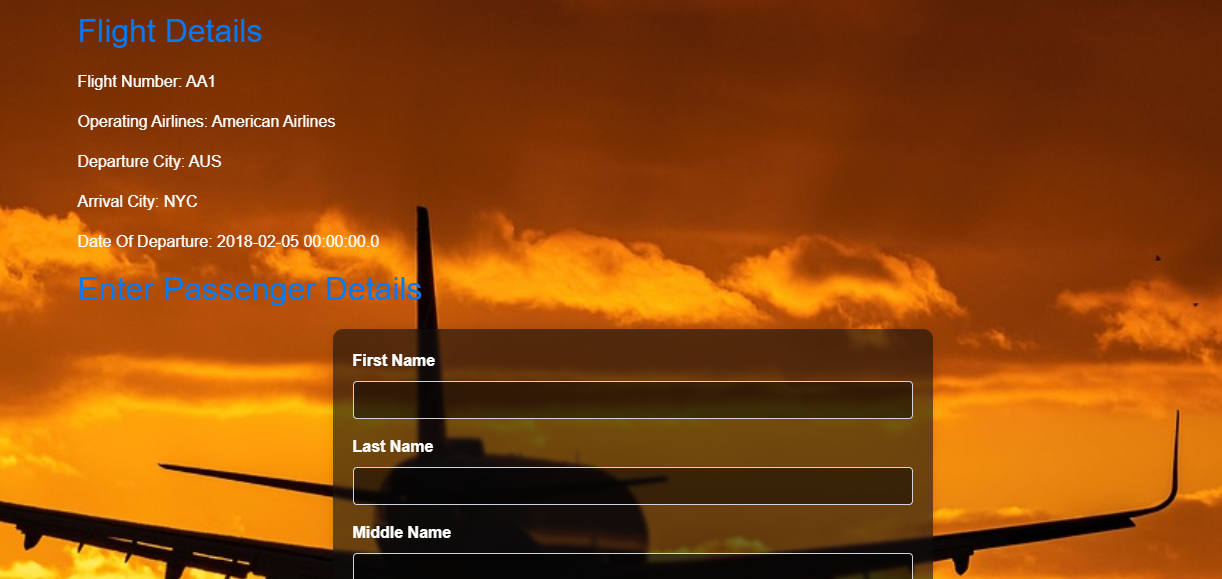 Flight Details
Flight Number: AA1
Operating Airlines: American Airlines
Departure City: AUS
Arrival City: NYC
Date Of Departure: 2018-02-05 00:00:00.0
Enter Passenger Details
First Name
Last Name
Middle Name